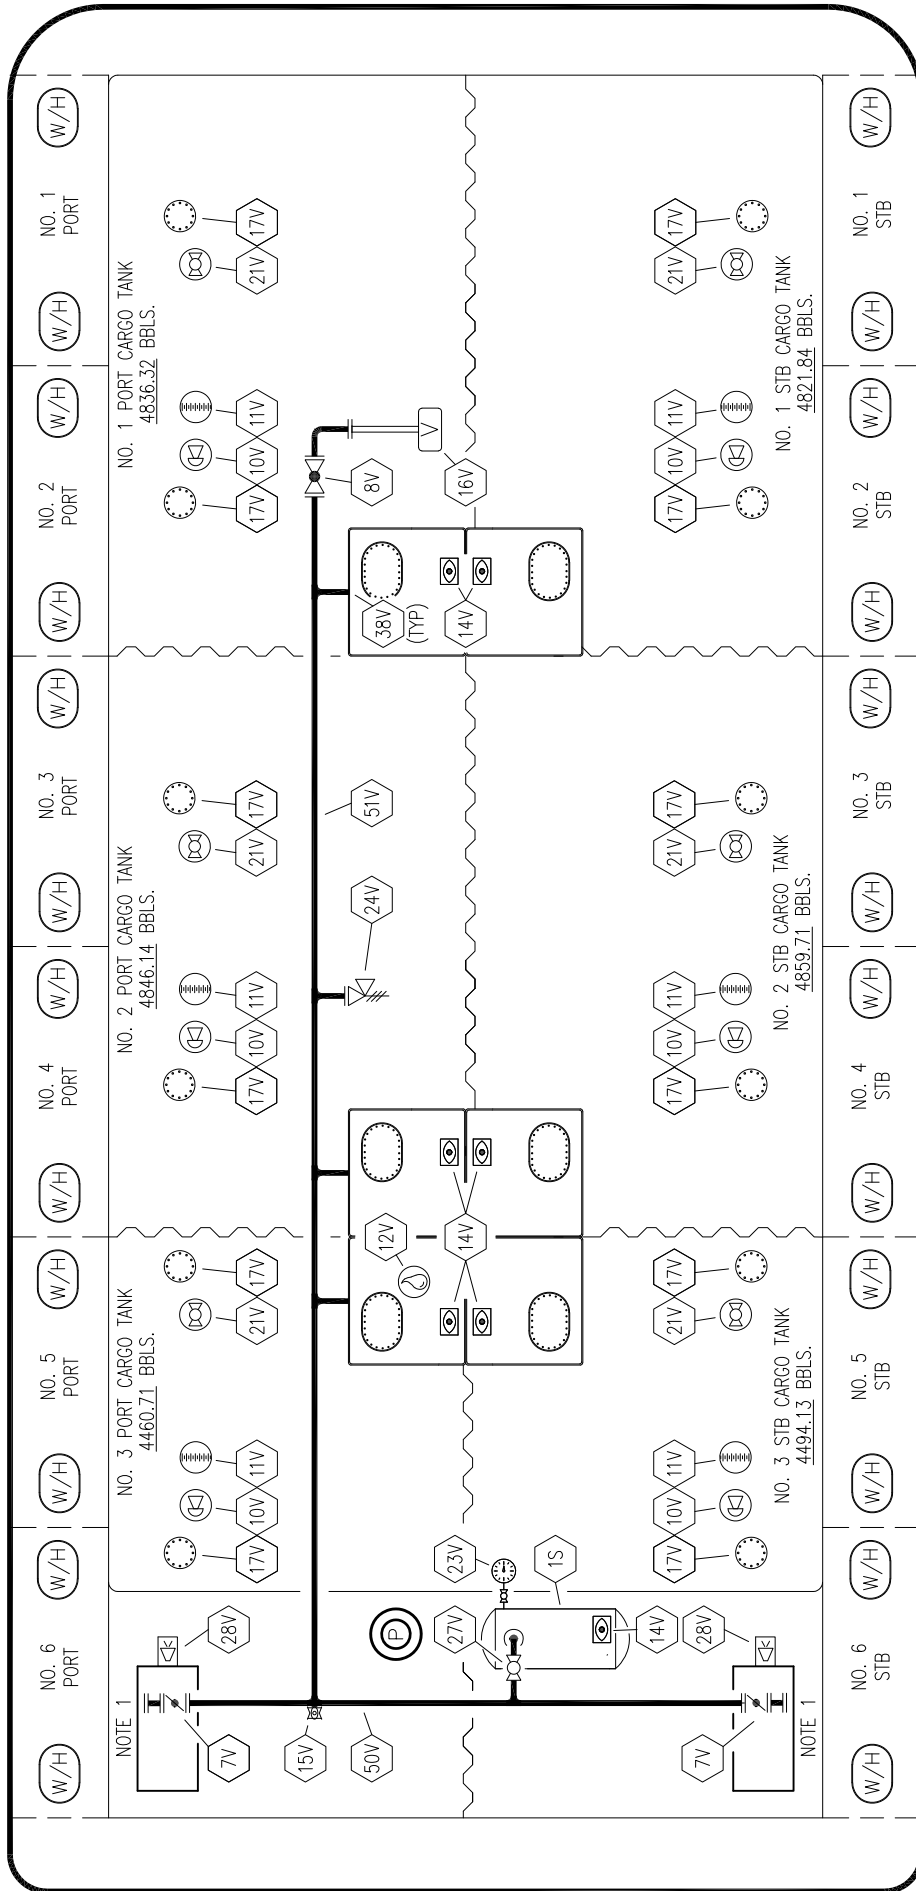 W/H
NO. 1
PORT
W/H
W/H
NO. 2
PORT
W/H
W/H
NO. 3
PORT
W/H
W/H
NO. 4
PORT
W/H
W/H
NO. 5
PORT
W/H
W/H
NO. 6
PORT
W/H
NO. 1 PORT CARGO TANK
4836.32 BBLS.
17V
21V
11V
10V
17V
NO. 2 PORT CARGO TANK
4846.14 BBLS.
17V
21V
11V
10V
17V
NO. 3 PORT CARGO TANK
4460.71 BBLS.
17V
21V
11V
10V
17V
28V
NOTE 1
7V
15V
50V
8V
V
16V
38V
(TYP)
14V
51V
24V
12V
14V
23V
1S
P
27V
14V
28V
7V
NOTE 1
17V
21V
11V
10V
17V
NO. 1 STB CARGO TANK
4821.84 BBLS.
17V
21V
11V
10V
17V
NO. 2 STB CARGO TANK
4859.71 BBLS.
17V
21V
11V
10V
17V
NO. 3 STB CARGO TANK
4494.13 BBLS.
W/H
NO. 1
STB
W/H
W/H
NO. 2
STB
W/H
W/H
NO. 3
STB
W/H
W/H
NO. 4
STB
W/H
W/H
NO. 5
STB
W/H
W/H
NO. 6
STB
W/H